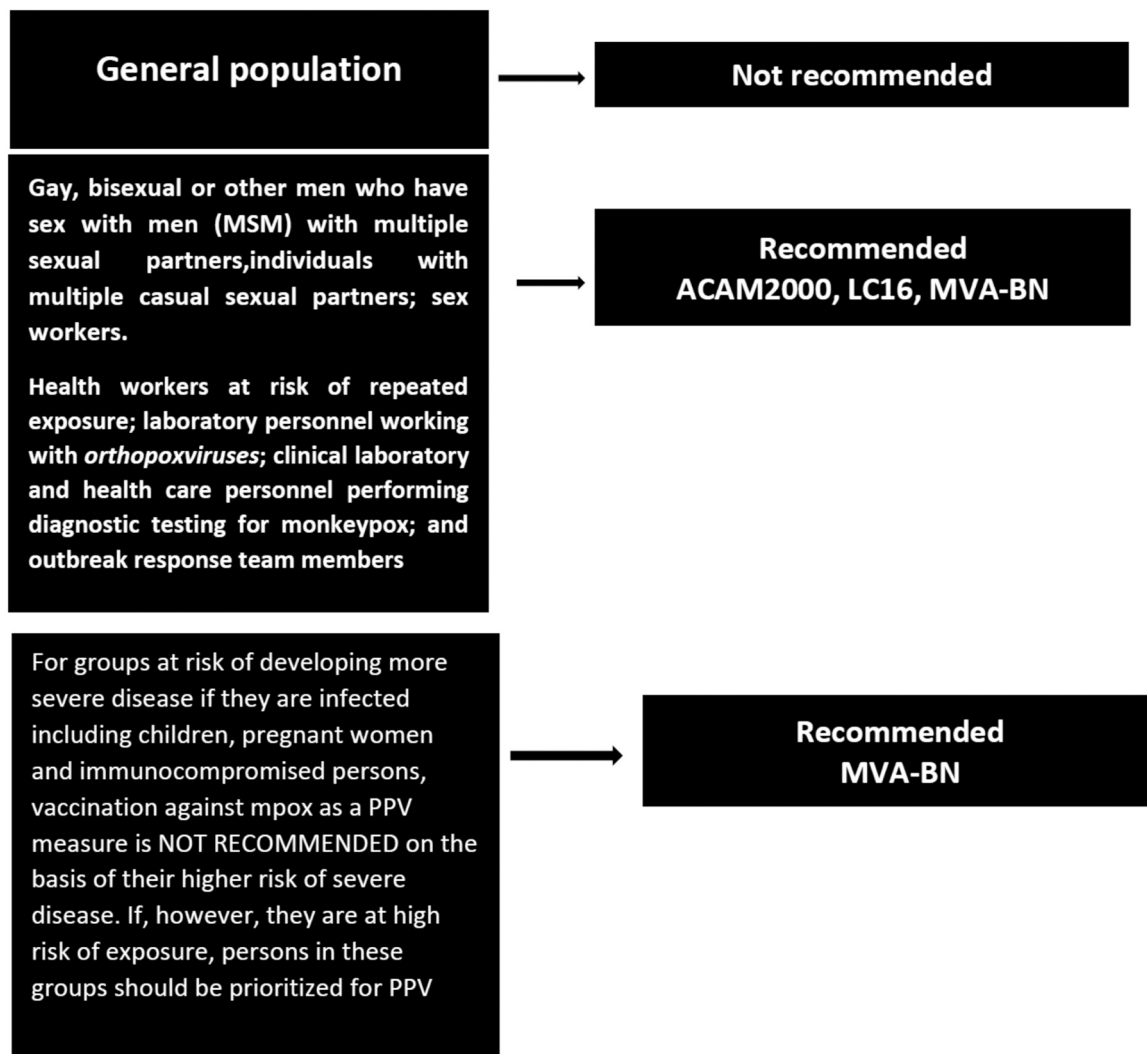 General population
Not recommended
Gay, bisexual or other men who have
sex with men (MSM) with multiple
sexual partners,individuals with
multiple casual sexual partners; sex
workers.
Health workers at risk of repeated
exposure; laboratory personnel working
with orthopoxviruses; clinical laboratory
and health care personnel performing
diagnostic testing for monkeypox; and
outbreak response team members
Recommended
ACAM2000, LC16, MVA-BN
For groups at risk of developing more
severe disease if they are infected
including children, pregnant women
and immunocompromised persons,
vaccination against mpox as a PPV
measure is NOT RECOMMENDED on the
basis of their higher risk of severe
disease. If, however, they are at high
risk of exposure, persons in these
groups should be prioritized for PPV
Recommended
MVA-BN